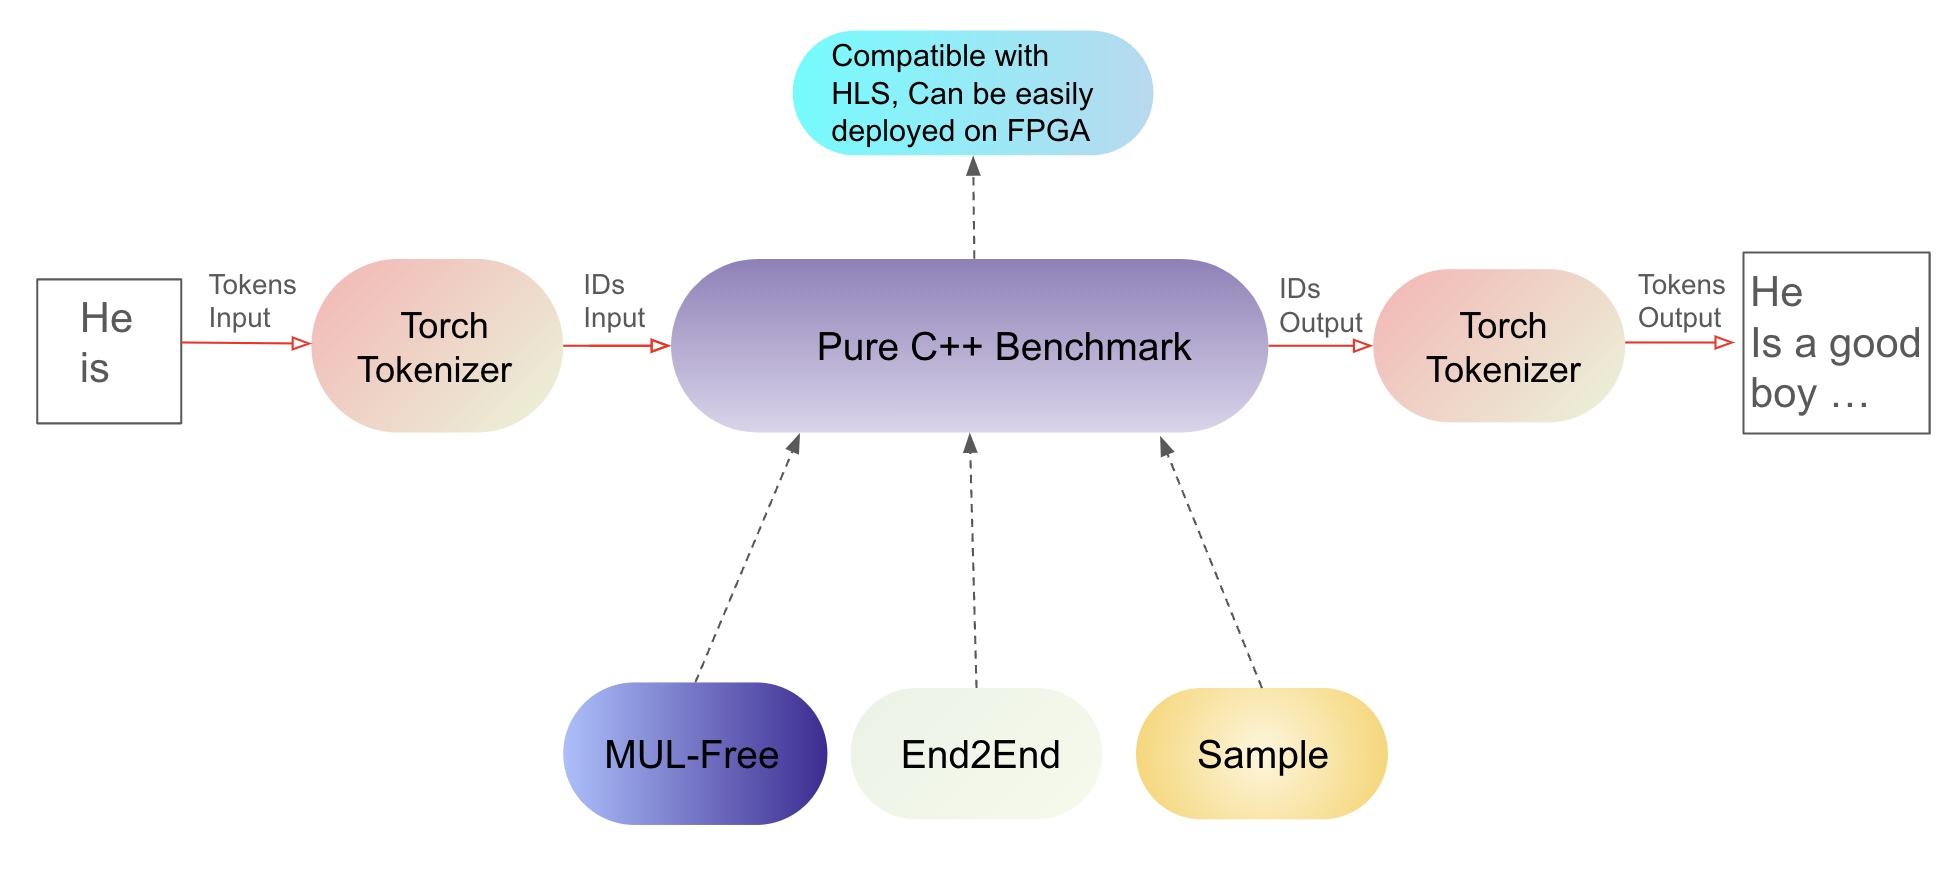 Compatible with
HLS, Can be easily
deployed on FPGA
He
is
Tokens
Input
Torch
Tokenizer
IDs
Input
Pure C++ Benchmark
IDs
Output
Torch
Tokenizer
Tokens
Output
He
Is a good
boy …
MUL-Free
End2End
Sample